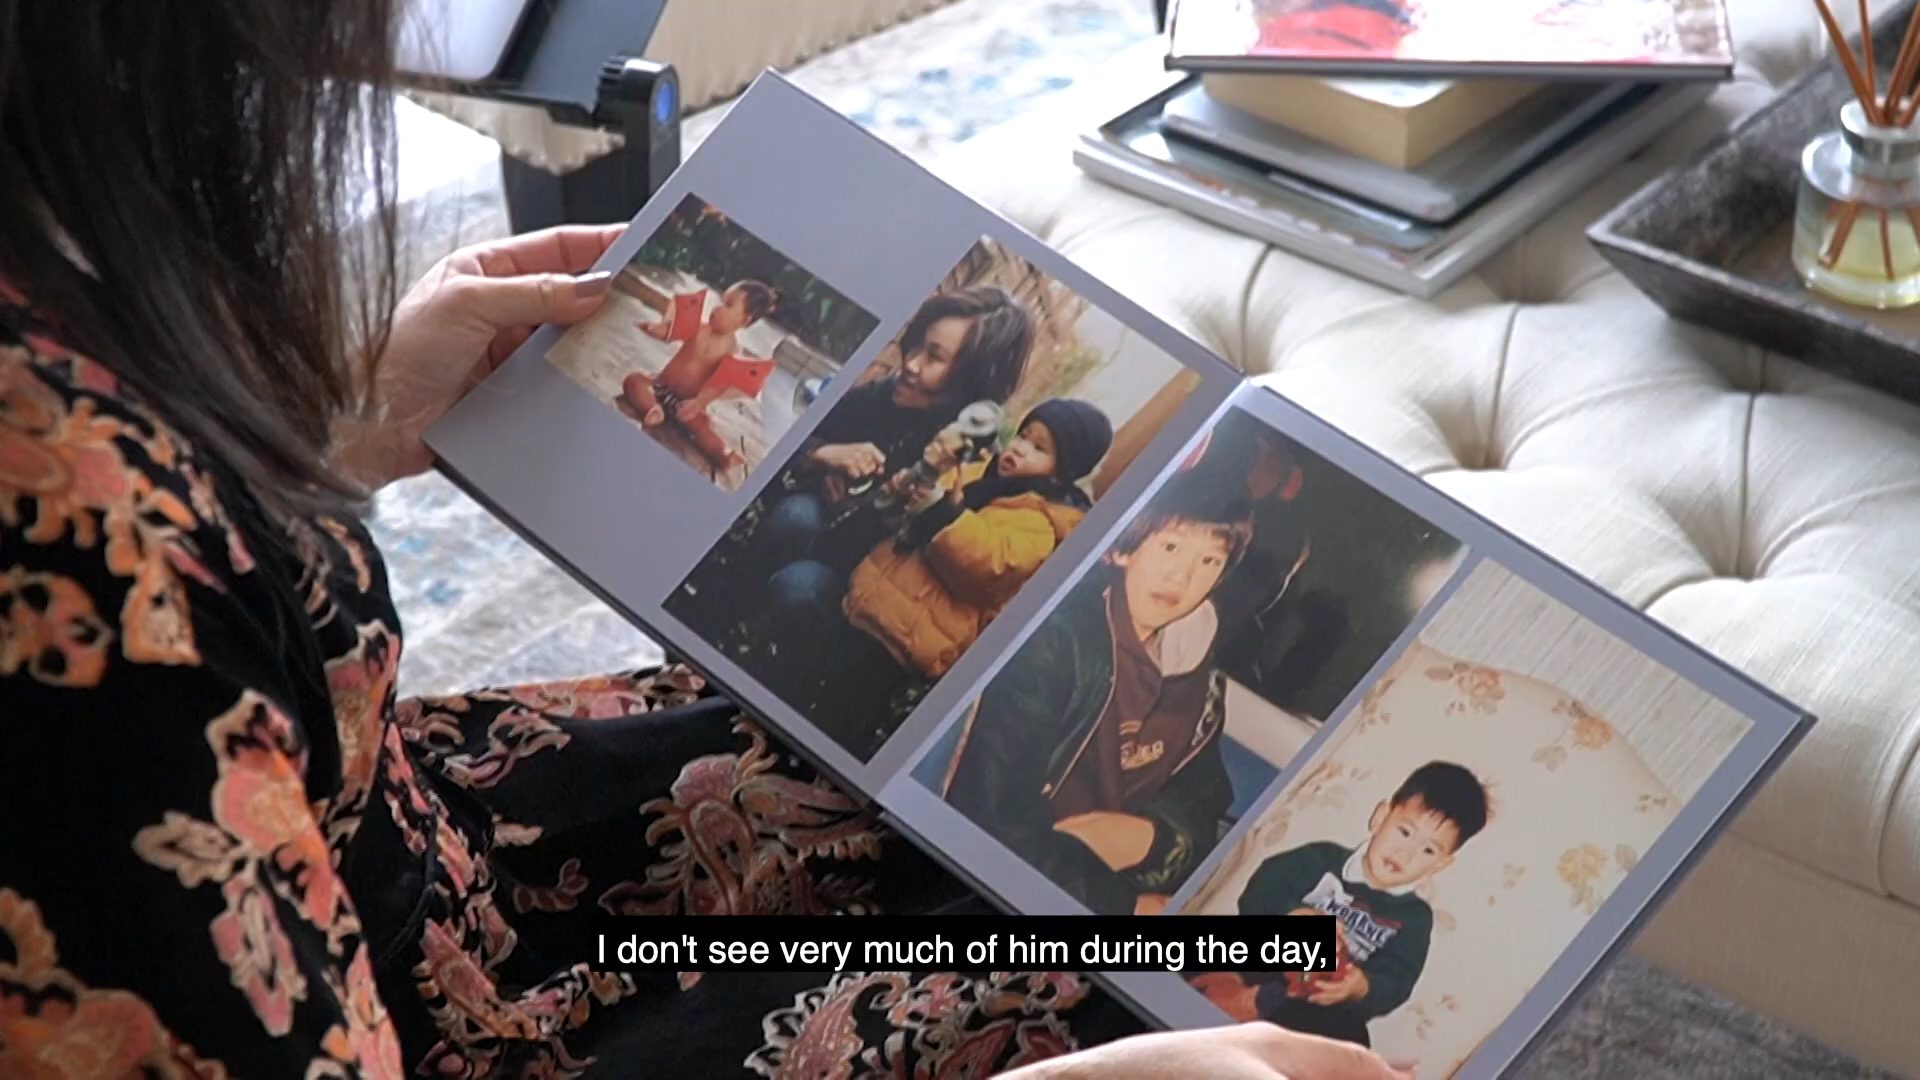 I don't see very much of him during the day,